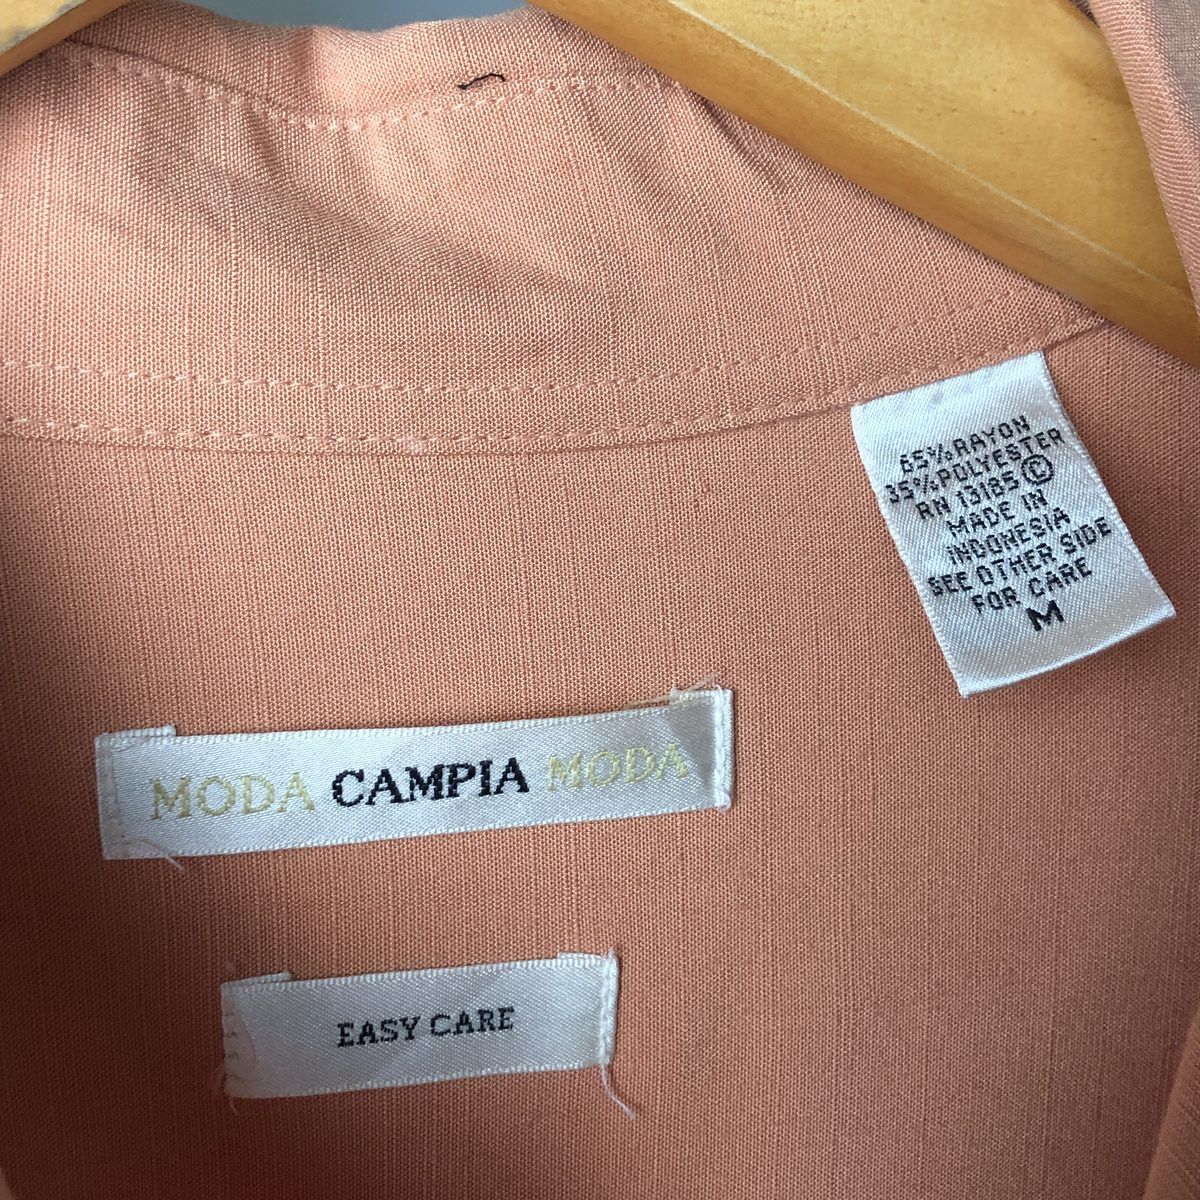 65% RAYON
35% POLYESTER
RN 13185 Ⓛ
MADE IN
INDONESIA
SEE OTHER SIDE
FOR CARE
M
MODA CAMPIA MODA
EASY CARE